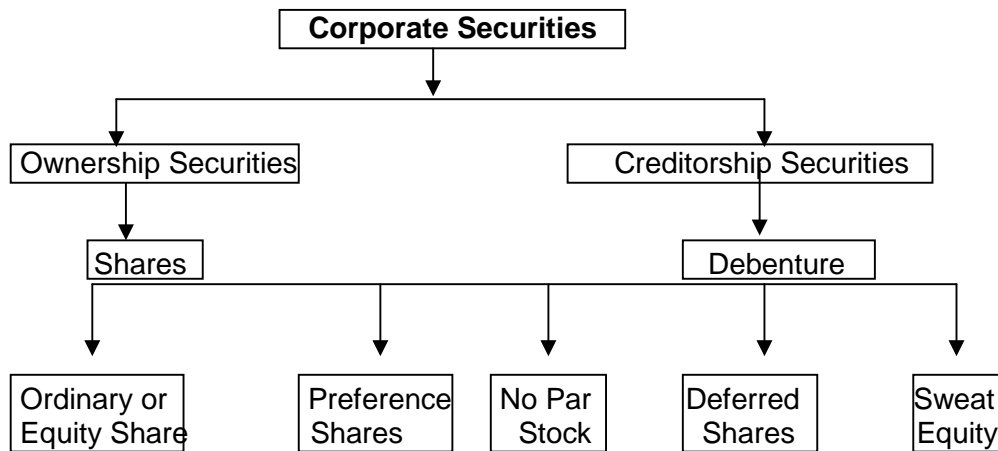 Corporate Securities
Ownership Securities
Creditorship Securities
Shares
Debenture
Ordinary or
Equity Share
Preference
Shares
No Par
Stock
Deferred
Shares
Sweat
Equity